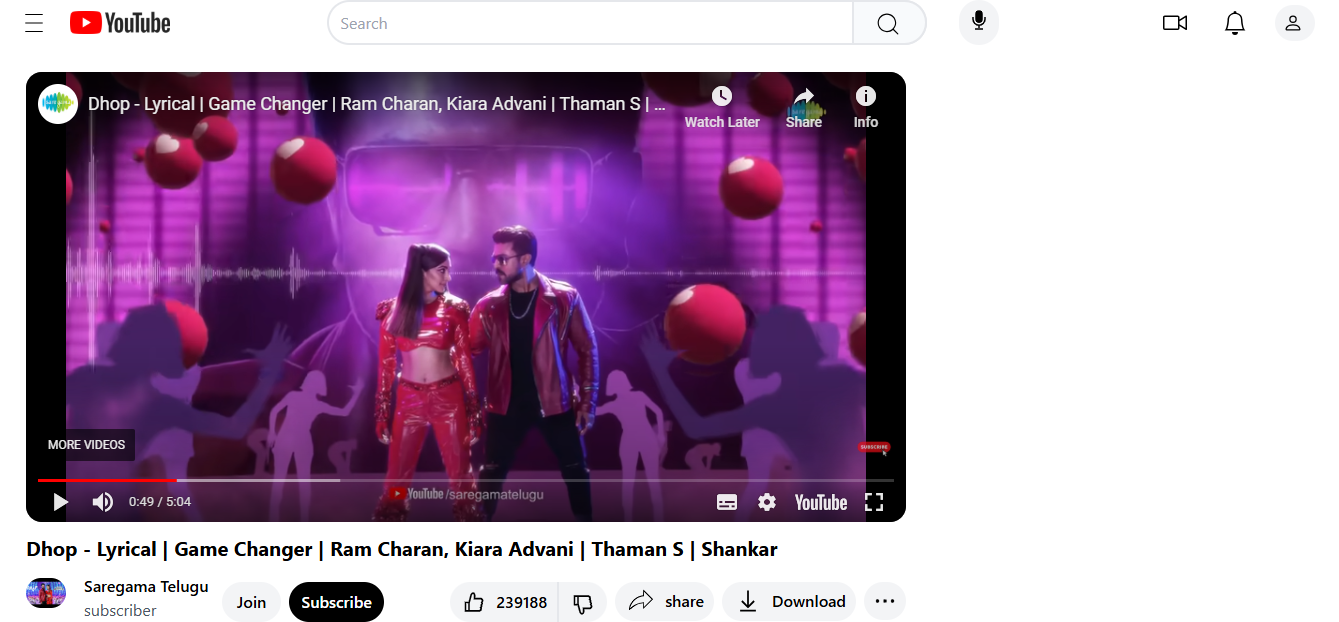 YouTube
Search
Dhop - Lyrical | Game Changer | Ram Charan, Kiara Advani | Thaman S | ...
Watch Later
Share
Info
MORE VIDEOS
SUBSCRIBE
YouTube /saregamatelugu
0:49 / 5:04
YouTube
Dhop - Lyrical | Game Changer | Ram Charan, Kiara Advani | Thaman S | Shankar
Saregama Telugu
subscriber
Join
Subscribe
239188
share
Download